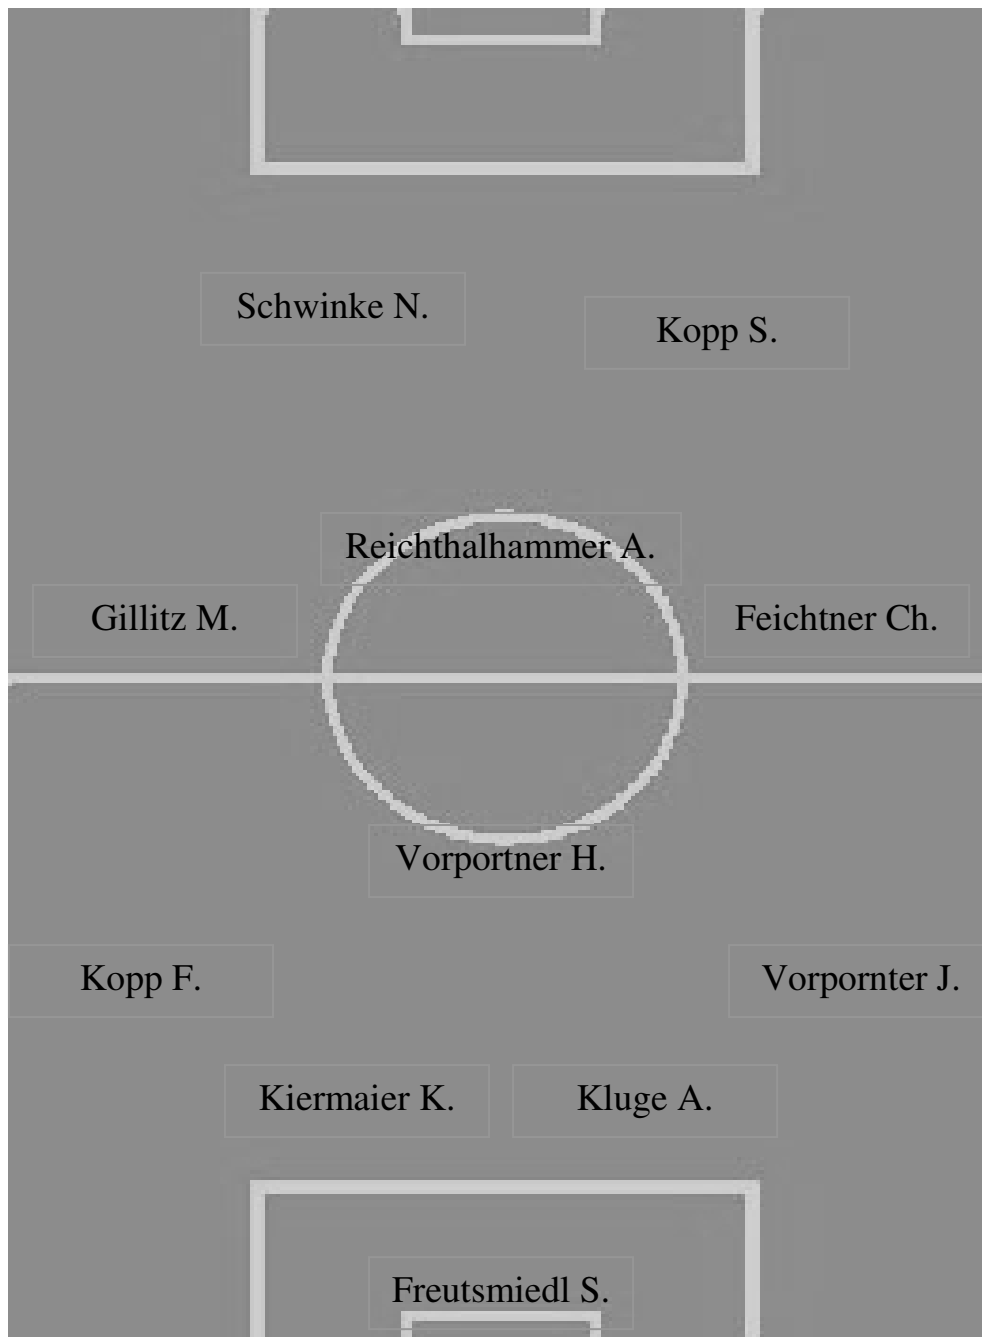 Schwinke N.
Kopp S.
Reichthalhammer A.
Gillitz M.
Feichtner Ch.
Vorportner H.
Kopp F.
Vorpornter J.
Kiermaier K.
Kluge A.
Freutsmiedl S.